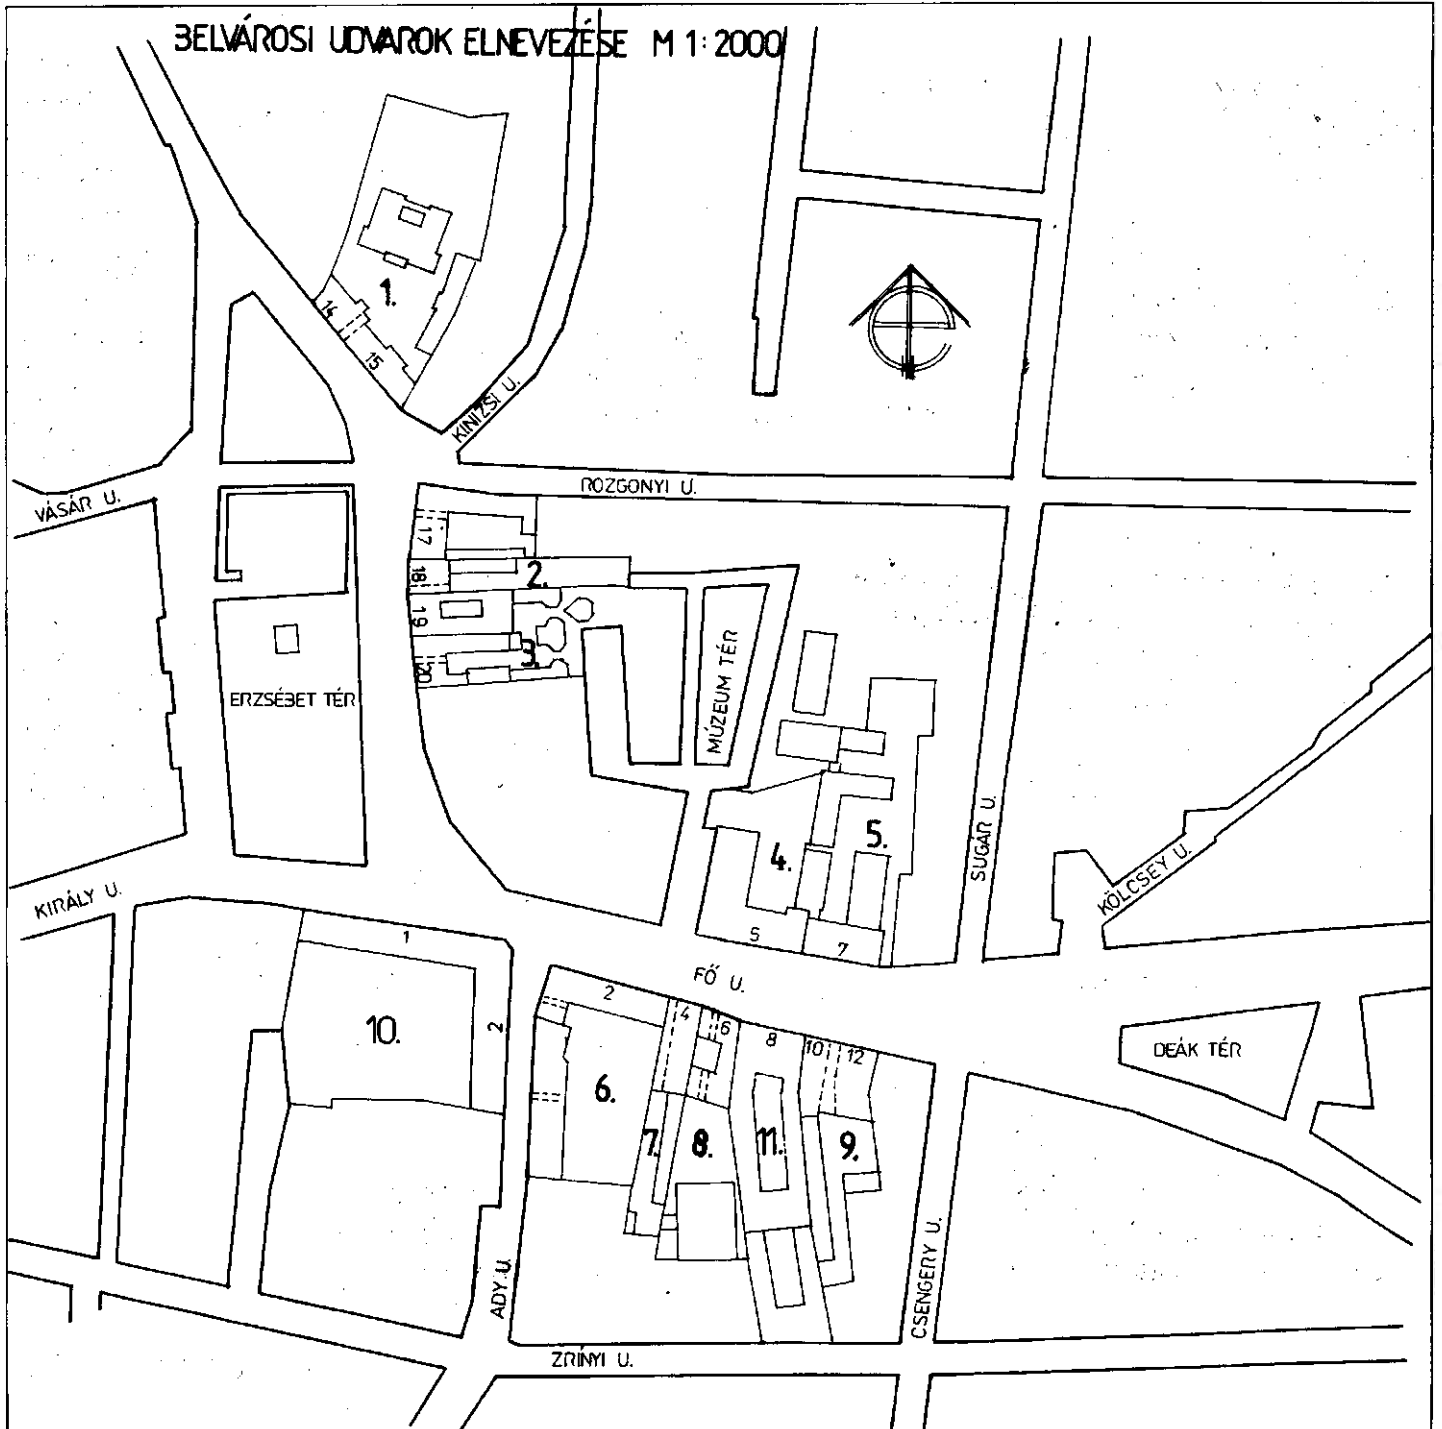 BELVÁROSI UDVAROK ELNEVEZÉSE M 1:2000
1.
14
15
KINIZSI U.
VÁSÁR U.
ROZGONYI U.
17
18
2.
19
3.
20
ERZSÉBET TÉR
MÚZEUM TÉR
4.
5.
SUGÁR U.
KÖLCSEY U.
KIRÁLY U.
1
5
7
FŐ U.
2
10.
2
4
6
8
10
12
DEÁK TÉR
6.
7.
8.
11.
9.
ADY U.
CSENGERY U.
ZRÍNYI U.